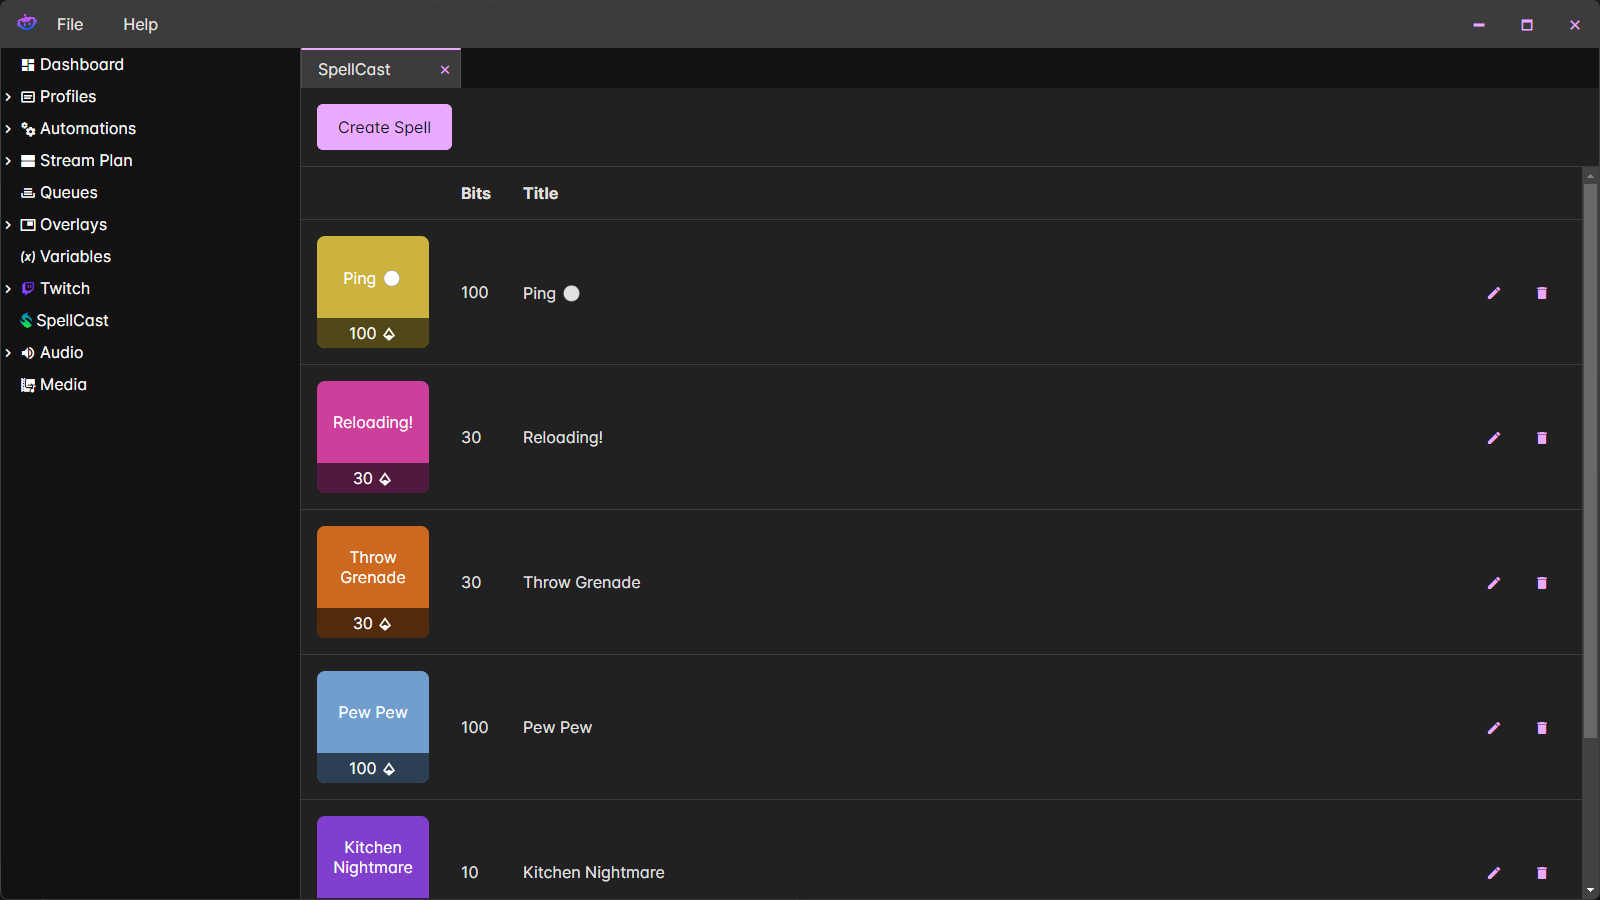 File Help
Dashboard
Profiles
Automations
Stream Plan
Queues
Overlays
(x) Variables
Twitch
SpellCast
Audio
Media
SpellCast
Create Spell
Bits Title
Ping
100
100 Ping
Reloading!
30
30 Reloading!
Throw
Grenade
30
30 Throw Grenade
Pew Pew
100
100 Pew Pew
Kitchen
Nightmare
10 Kitchen Nightmare